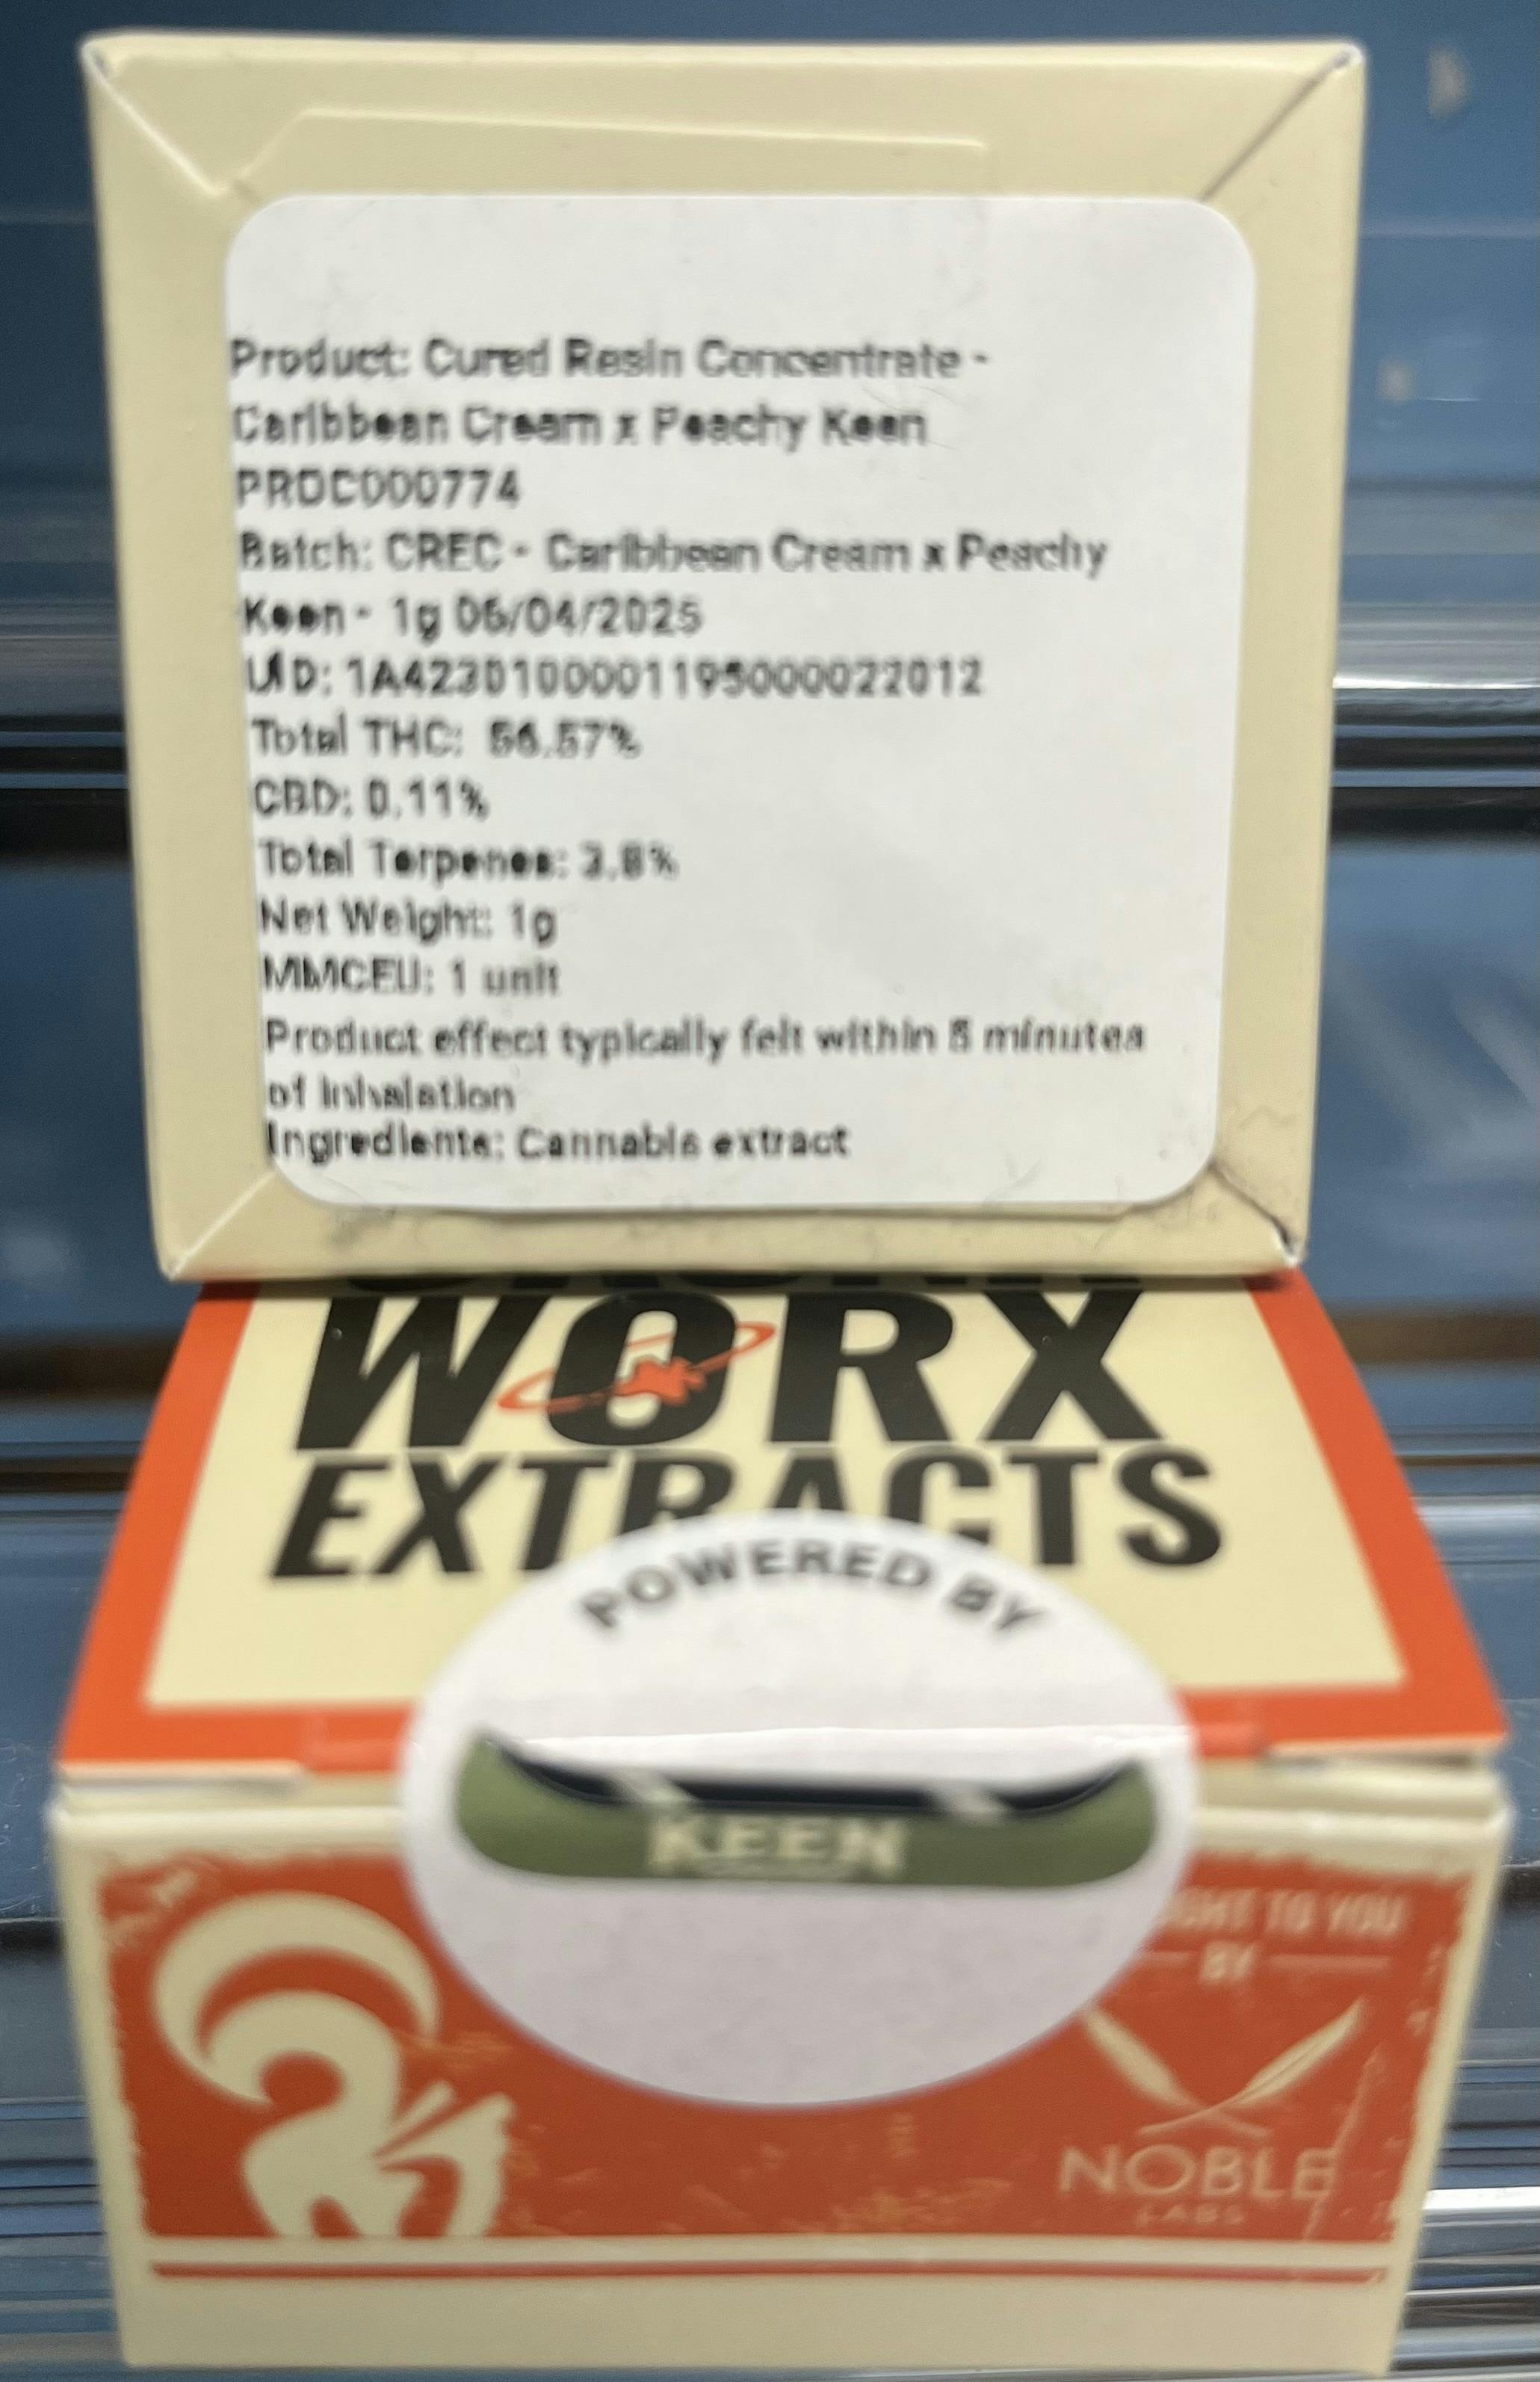 Product: Cured Resin Concentrate -
Caribbean Cream x Peachy Keen
PROC000774
Batch: CREC - Caribbean Cream x Peachy
Keen - 1g 06/04/2025
UID: 1A4230100001195000022012
Total THC: 56.57%
CBD: 0.11%
Total Terpenes: 3.8%
Net Weight: 1g
MMCEU: 1 unit
Product effect typically felt within 5 minutes
of inhalation
Ingredients: Cannabis extract
WORX
EXTRACTS
POWERED BY
KEEN
TO YOU
BY
NOBLE
LABS